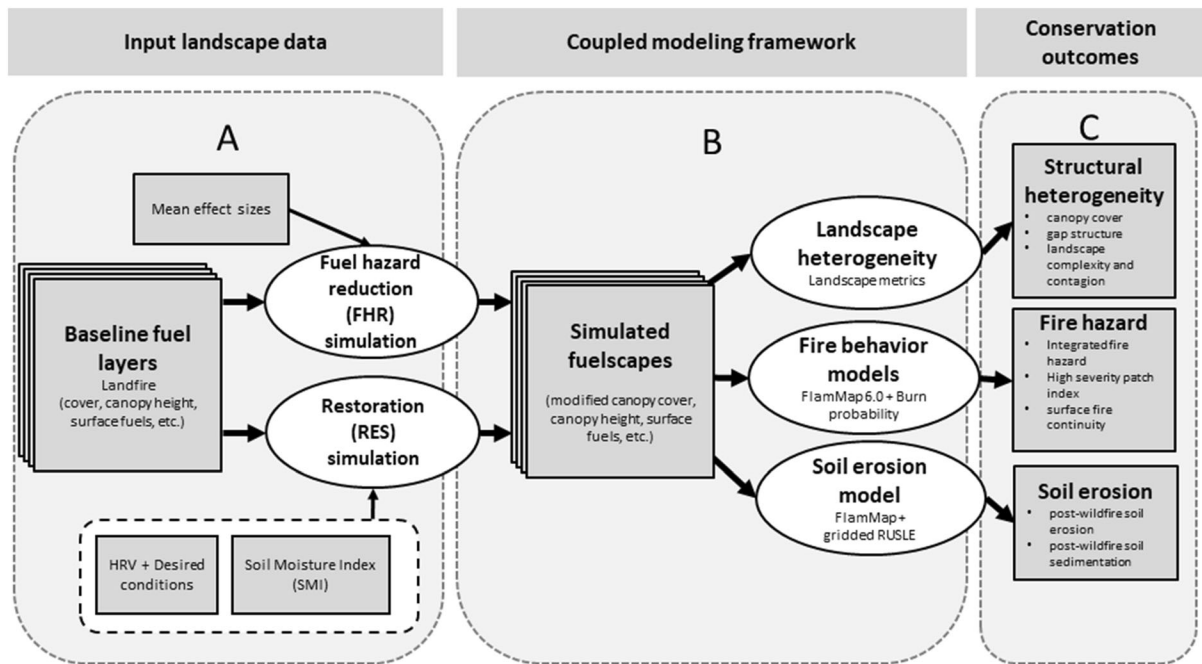 Input landscape data
Coupled modeling framework
Conservation
outcomes
A
Mean effect sizes
Fuel hazard
reduction
(FHR)
simulation
Baseline fuel
layers
Landfire
(cover, canopy height,
surface fuels, etc.)
Restoration
(RES)
simulation
HRV + Desired
conditions
Soil Moisture Index
(SMI)
B
Simulated
fuelscapes
(modified canopy cover,
canopy height, surface
fuels, etc.)
Landscape
heterogeneity
Landscape metrics
Fire behavior
models
FlamMap6.0 + Burn
probability
Soil erosion
model
FlamMap+
gridded RUSLE
C
Structural
heterogeneity
• canopy cover
• gap structure
• landscape
complexity and
contagion
Fire hazard
• Integrated fire
hazard
• High severity patch
index
• surface fire
continuity
Soil erosion
• post-wildfire soil
erosion
• post-wildfire soil
sedimentation